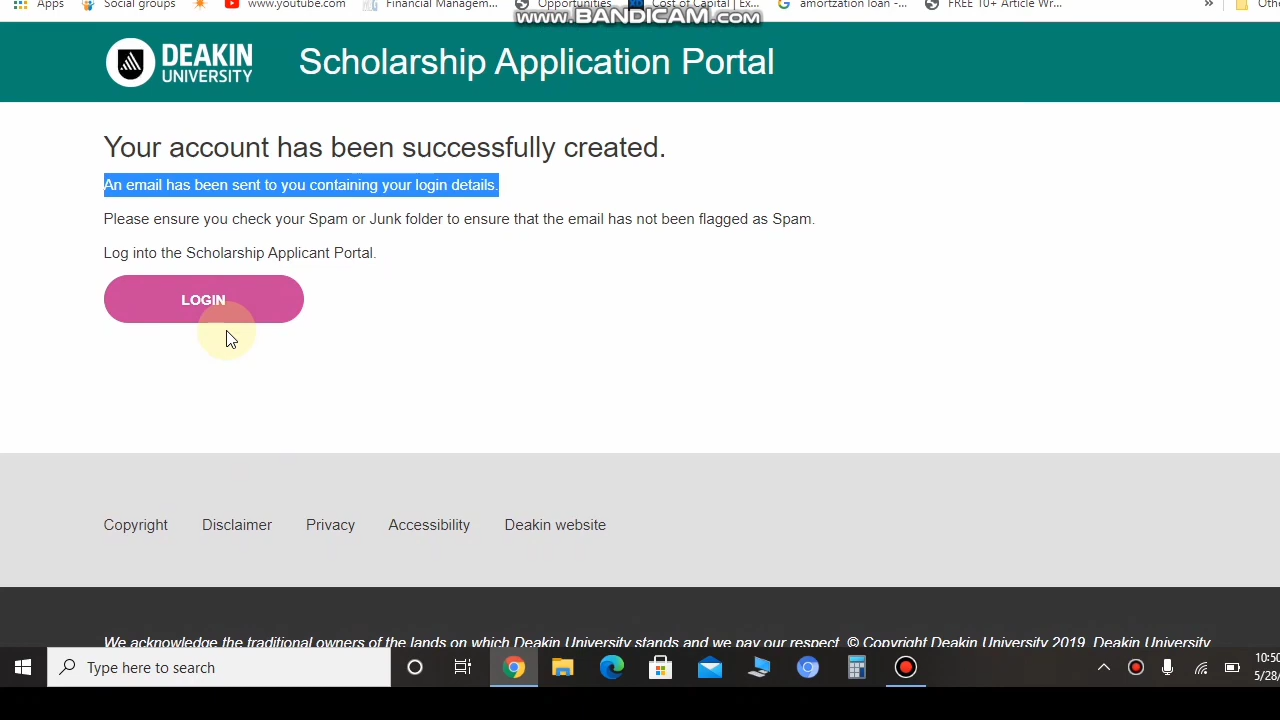 Apps Social groups www.youtube.com Financial Managem... Opportunities Cost of Capital | Ex... amortzation loan -... FREE 10+ Article Wr... » Othe
www.BANDICAM.com
DEAKIN
UNIVERSITY
Scholarship Application Portal
Your account has been successfully created.
An email has been sent to you containing your login details.
Please ensure you check your Spam or Junk folder to ensure that the email has not been flagged as Spam.
Log into the Scholarship Applicant Portal.
LOGIN
Copyright Disclaimer Privacy Accessibility Deakin website
We acknowledge the traditional owners of the lands on which Deakin University stands and we pay our respect. © Copyright Deakin University 2019. Deakin University
Type here to search
10:50
5/28/